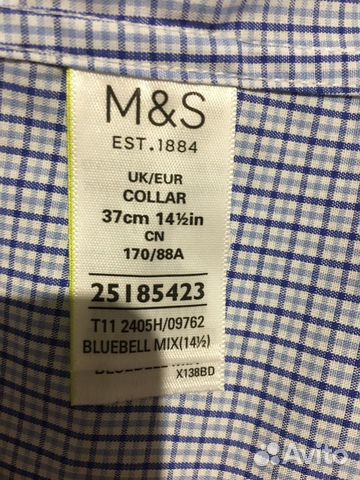 M&S
EST.1884
UK/EUR
COLLAR
37cm 14½in
CN
170/88A
25185423
T11 2405H/09762
BLUEBELL MIX(14½)
X138BD
Avito